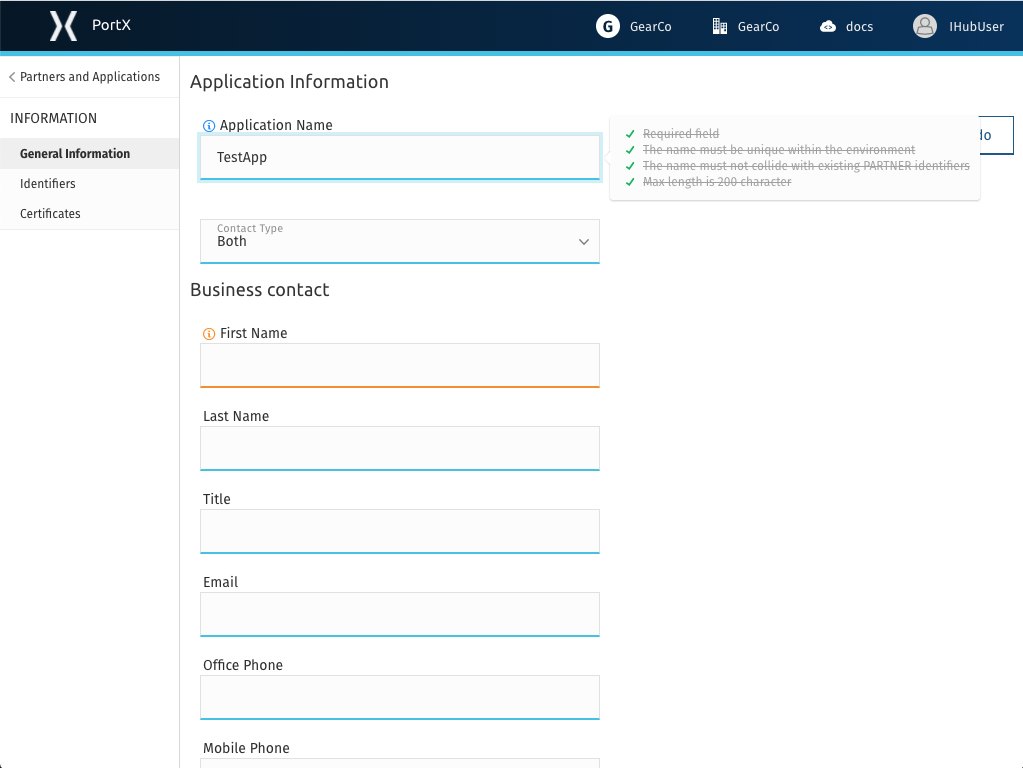 PortX
G GearCo
GearCo
docs
IHubUser
Partners and Applications
INFORMATION
General Information
Identifiers
Certificates
Application Information
Application Name
TestApp
Required field
The name must be unique within the environment
The name must not collide with existing PARTNER identifiers
Max length is 200 character
Contact Type
Both
Business contact
First Name
Last Name
Title
Email
Office Phone
Mobile Phone